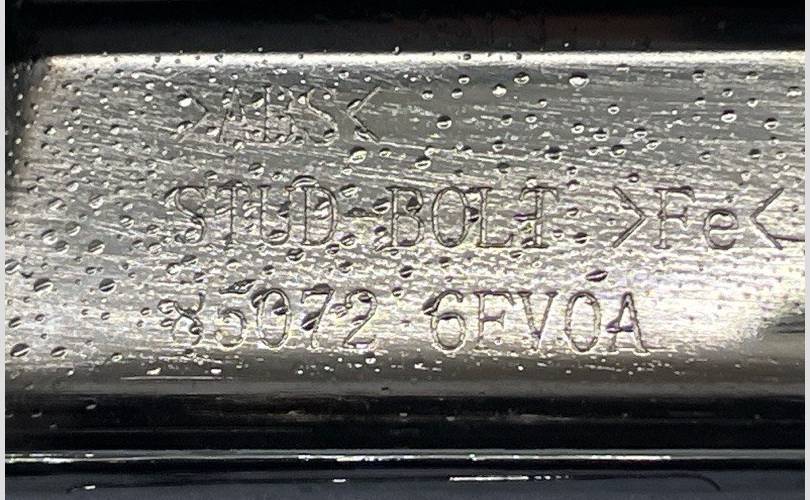 >ABS<
STUD-BOLT >Fe<
85072 6FV0A